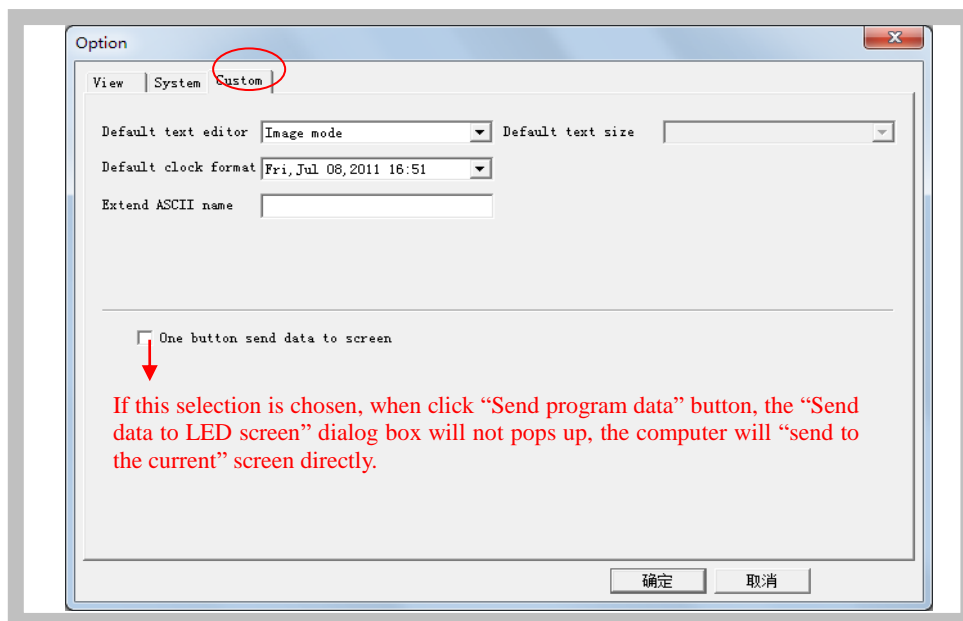 Option
View System Custom
Default text editor Image mode Default text size
Default clock format Fri, Jul 08, 2011 16:51
Extend ASCII name
One button send data to screen
If this selection is chosen, when click “Send program data” button, the “Send
data to LED screen” dialog box will not pops up, the computer will “send to
the current” screen directly.
确定 取消